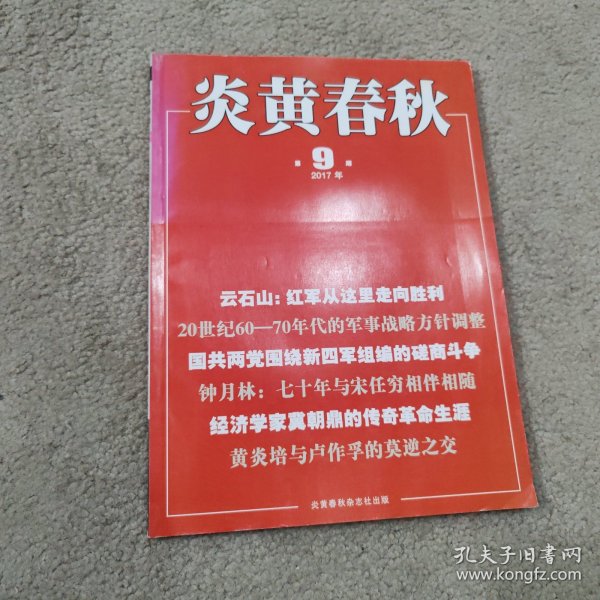 炎黄春秋
第9期
2017年
云石山：红军从这里走向胜利
20世纪60—70年代的军事战略方针调整
国共两党围绕新四军组编的磋商斗争
钟月林：七十年与宋任穷相伴相随
经济学家冀朝鼎的传奇革命生涯
黄炎培与卢作孚的莫逆之交
炎黄春秋杂志社出版
孔夫子旧书网
www.kongfz.com